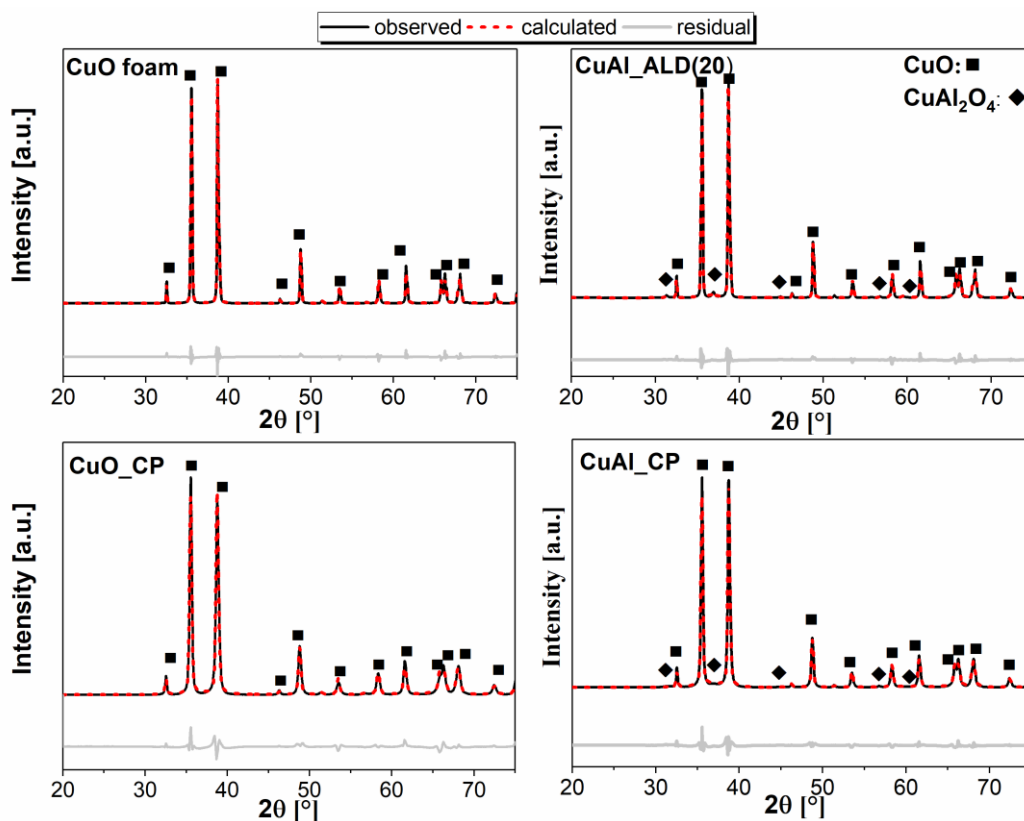 observed calculated residual
CuO foam
Intensity [a.u.]
20 30 40 50 60 70
2θ [°]
CuAl_ALD(20)
CuO: ■
CuAl₂O₄: ◆
Intensity [a.u.]
20 30 40 50 60 70
2θ [°]
CuO_CP
Intensity [a.u.]
20 30 40 50 60 70
2θ [°]
CuAl_CP
Intensity [a.u.]
20 30 40 50 60 70
2θ [°]